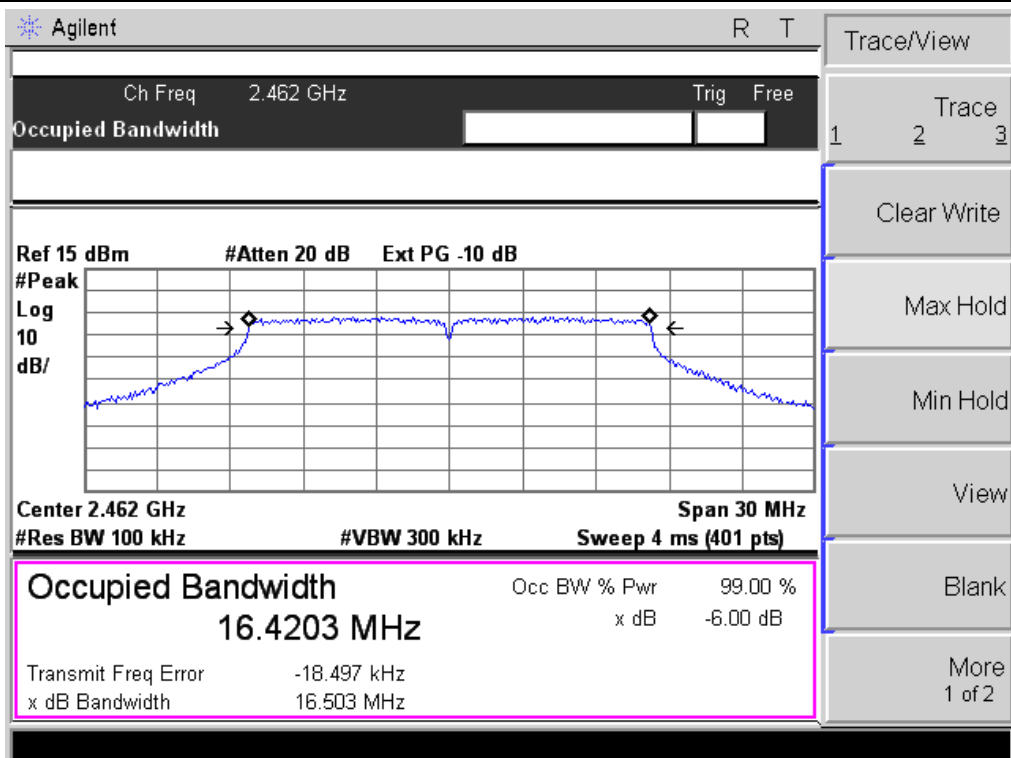 Agilent R T
Ch Freq 2.462 GHz Trig Free
Occupied Bandwidth
Ref 15 dBm #Atten 20 dB Ext PG -10 dB
#Peak
Log
10
dB/
Center 2.462 GHz Span 30 MHz
#Res BW 100 kHz #VBW 300 kHz Sweep 4 ms (401 pts)
Occupied Bandwidth
16.4203 MHz
Occ BW % Pwr 99.00 %
x dB -6.00 dB
Transmit Freq Error -18.497 kHz
x dB Bandwidth 16.503 MHz
Trace/View
Trace
1 2 3
Clear Write
Max Hold
Min Hold
View
Blank
More
1 of 2